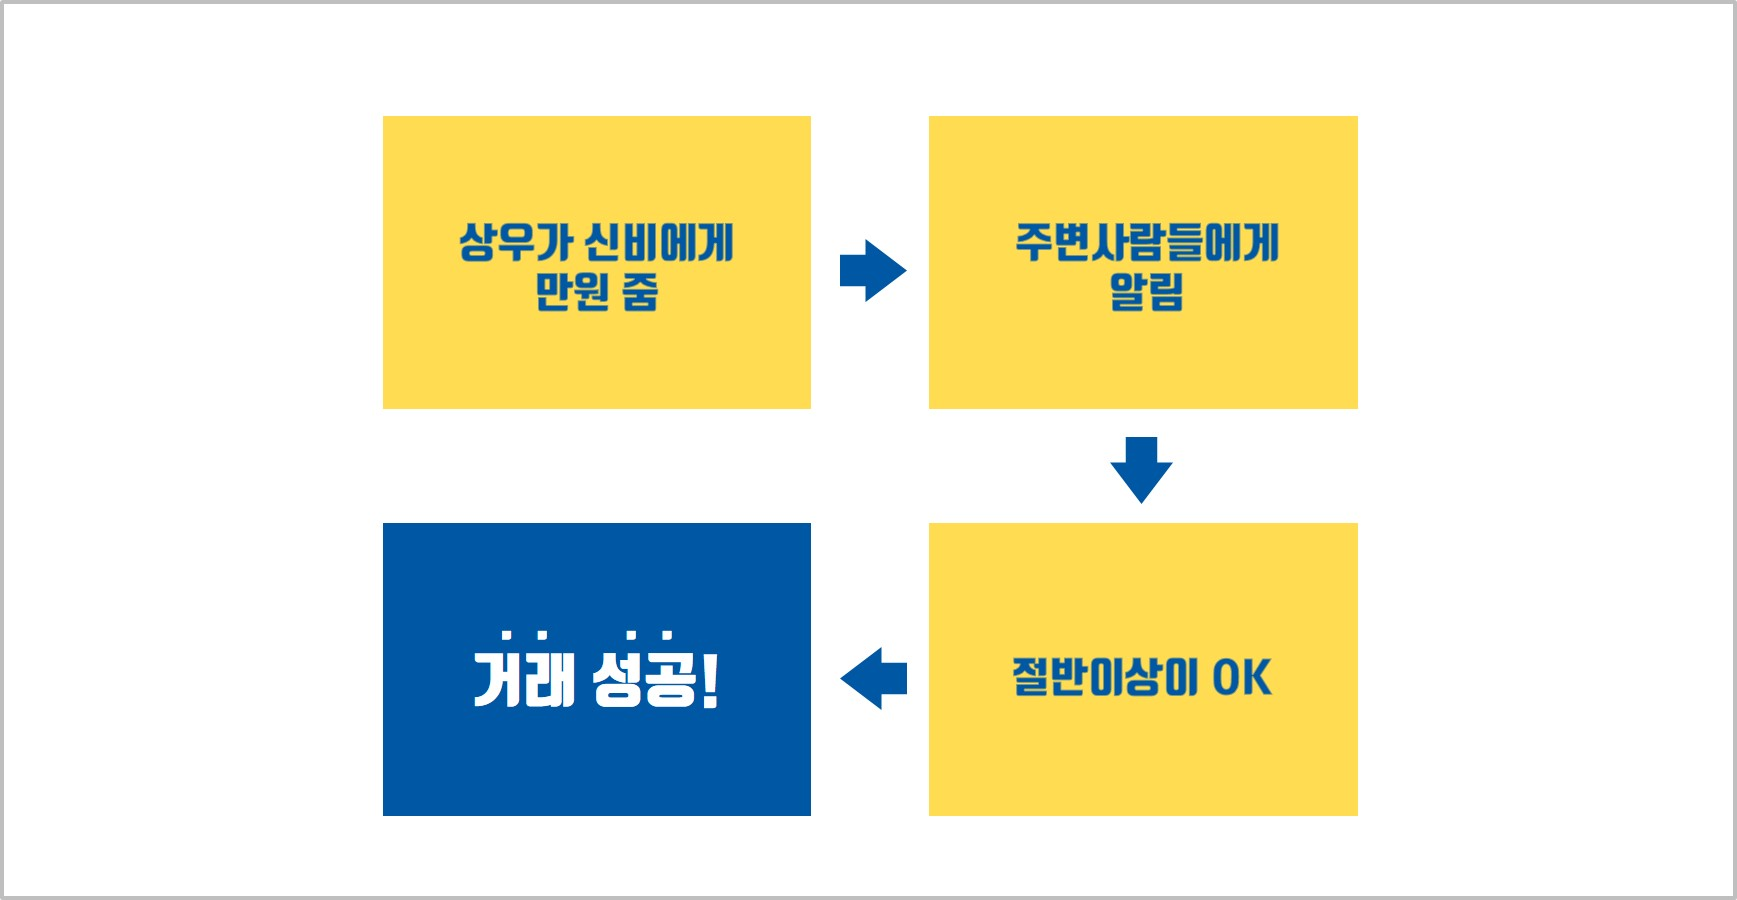 상우가 신비에게
만원 줌
주변사람들에게
알림
절반이상이 OK
거래 성공!